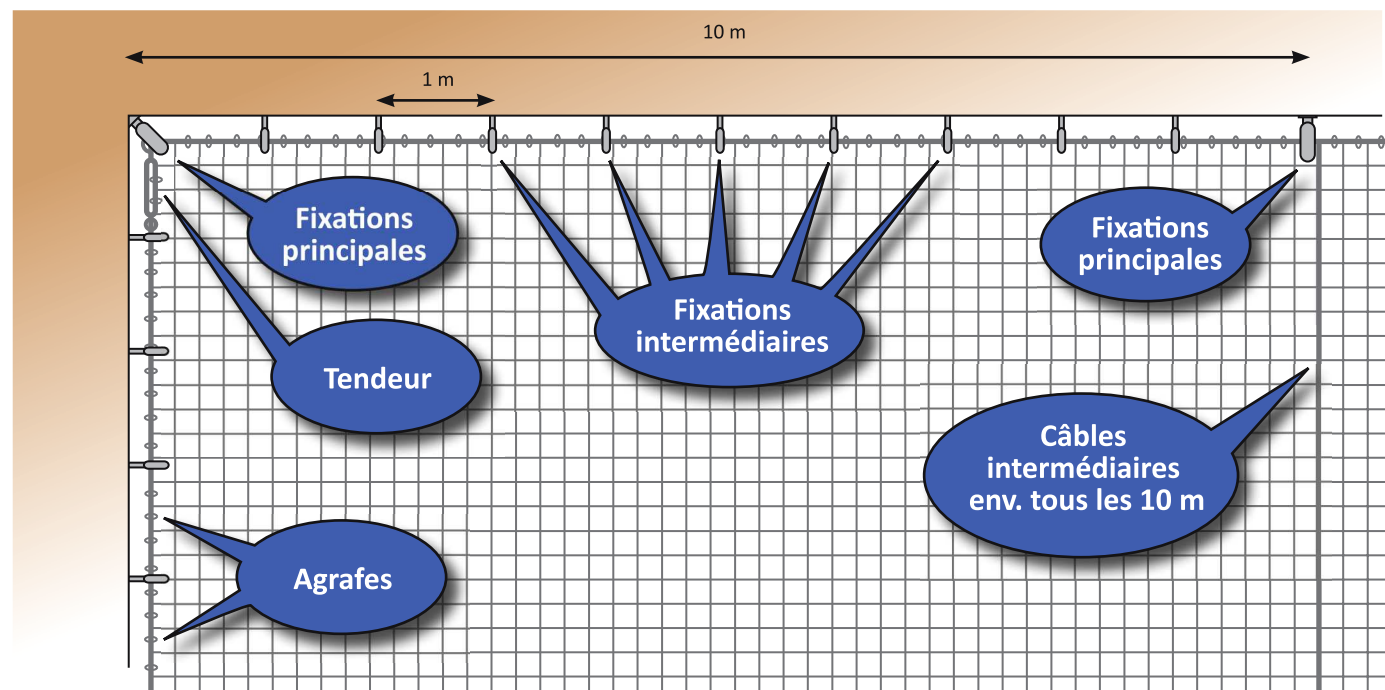 10 m
1 m
Fixations
principales
Fixations
principales
Fixations
intermédiaires
Tendeur
Câbles
intermédiaires
env. tous les 10 m
Agrafes